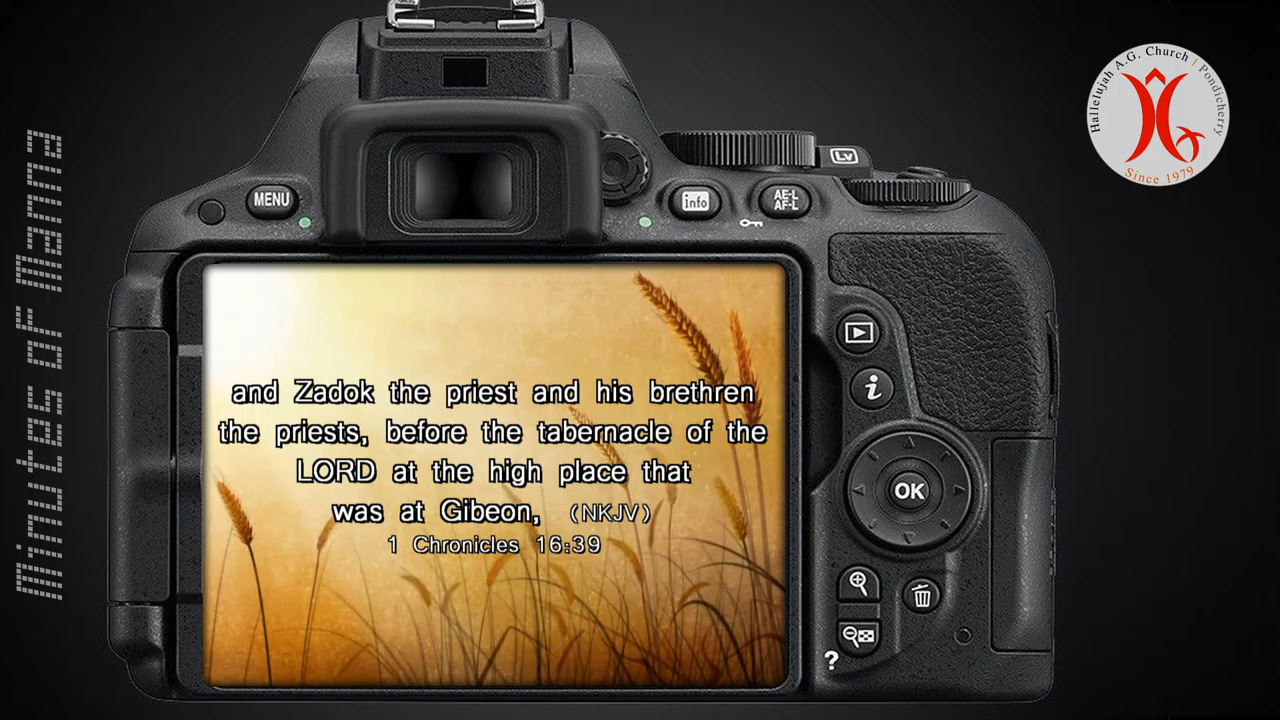 Minutes of Manna
Hallelujah A.G. Church | Pondicherry
Since 1979
MENU
info
AE-L
AF-L
Lv
and Zadok the priest and his brethren
the priests, before the tabernacle of the
LORD at the high place that
was at Gibeon, (NKJV)
1 Chronicles 16:39
i
OK
?